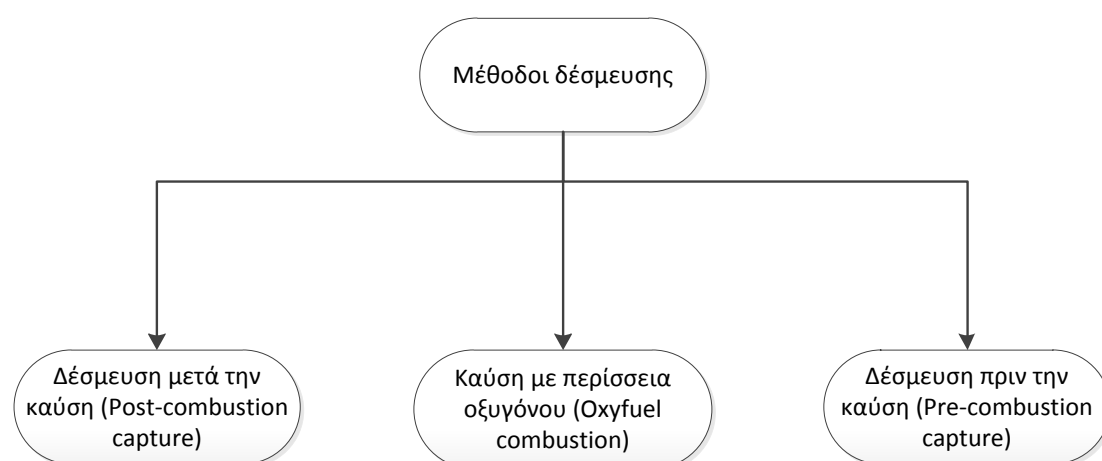 Μέθοδοι δέσμευσης
Δέσμευση μετά την
καύση (Post-combustion
capture)
Καύση με περίσσεια
οξυγόνου (Oxyfuel
combustion)
Δέσμευση πριν την
καύση (Pre-combustion
capture)